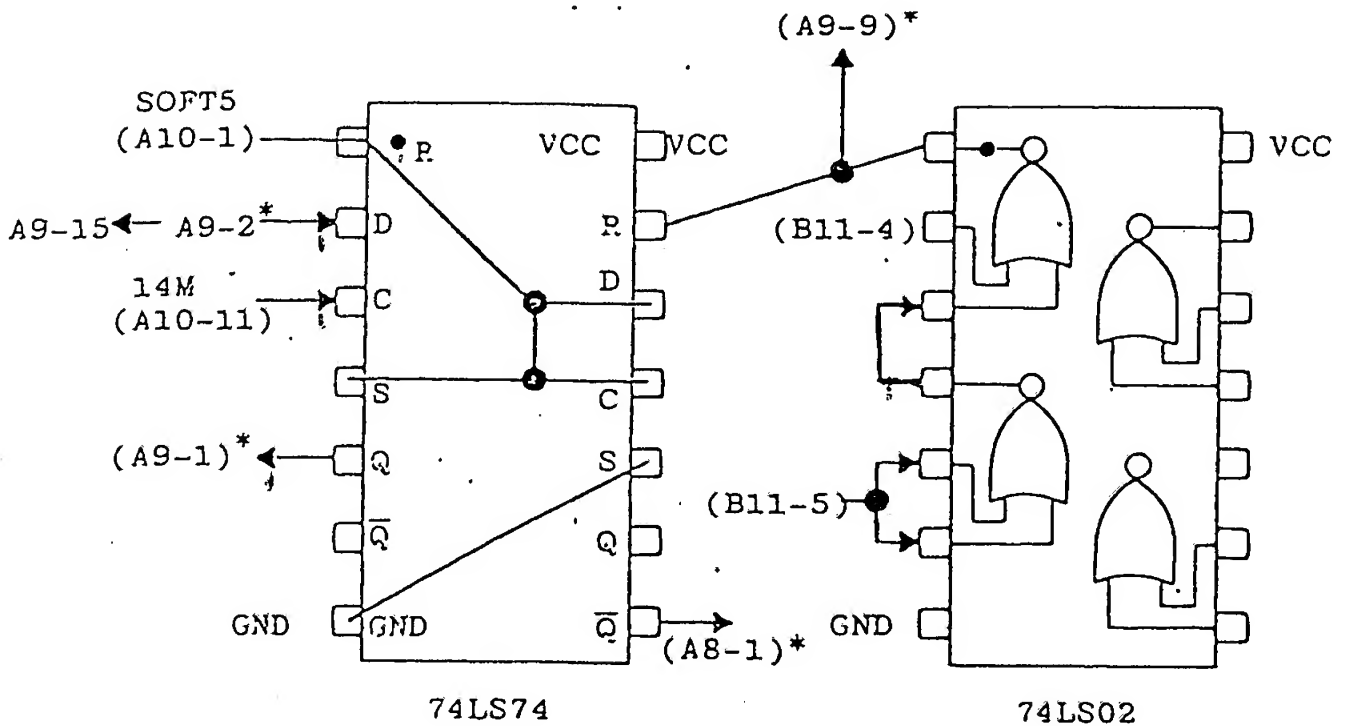 (A9-9)*
SOFT5
(A10-1)
R
VCC
VCC
VCC
A9-15
A9-2*
D
R
(B11-4)
14M
(A10-11)
C
D
S
C
(A9-1)*
Q
S
(B11-5)
Q̅
Q
GND
GND
Q̅
(A8-1)*
GND
74LS74
74LS02